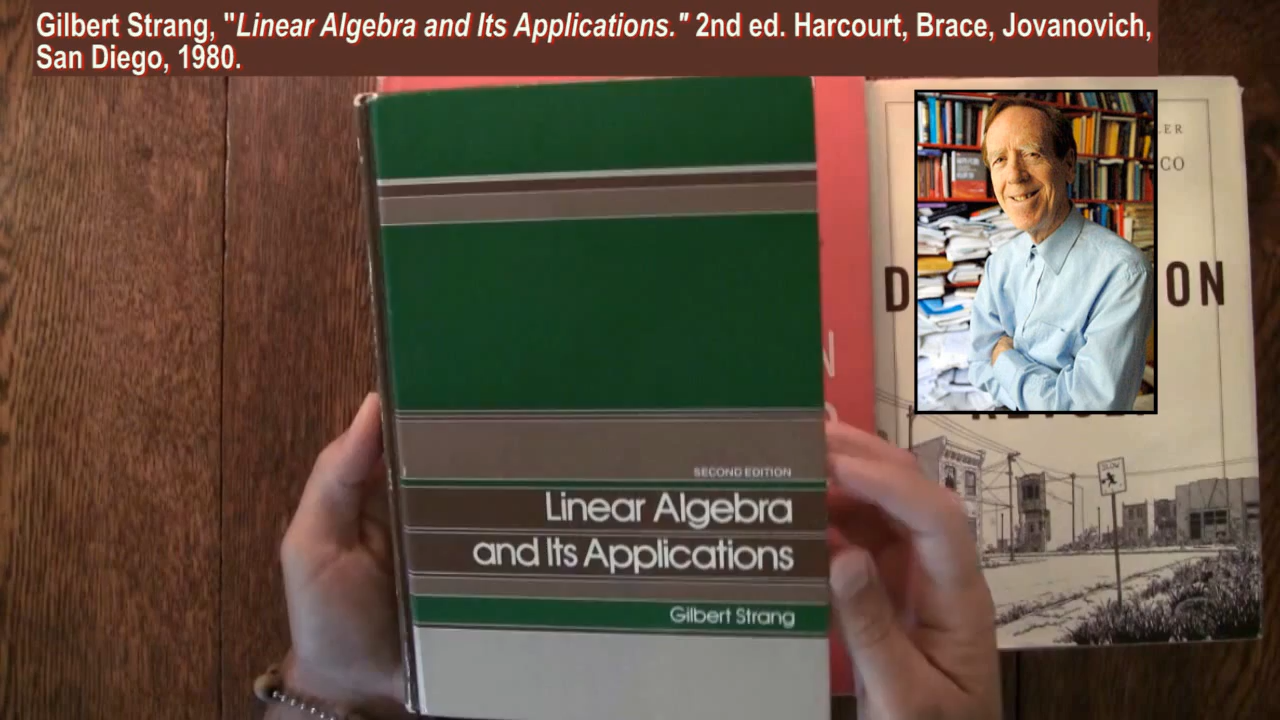 Gilbert Strang, "Linear Algebra and Its Applications." 2nd ed. Harcourt, Brace, Jovanovich,
San Diego, 1980.
SECOND EDITION
Linear Algebra
and Its Applications
Gilbert Strang
SLOW